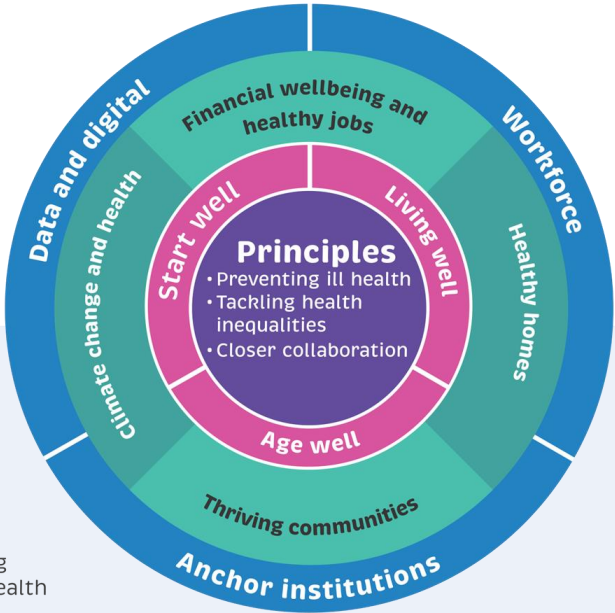 Data and digital
Workforce
Anchor institutions
Financial wellbeing and
healthy jobs
Healthy homes
Thriving communities
Climate change and health
Start well
Living well
Age well
Principles
• Preventing ill health
• Tackling health
inequalities
• Closer collaboration